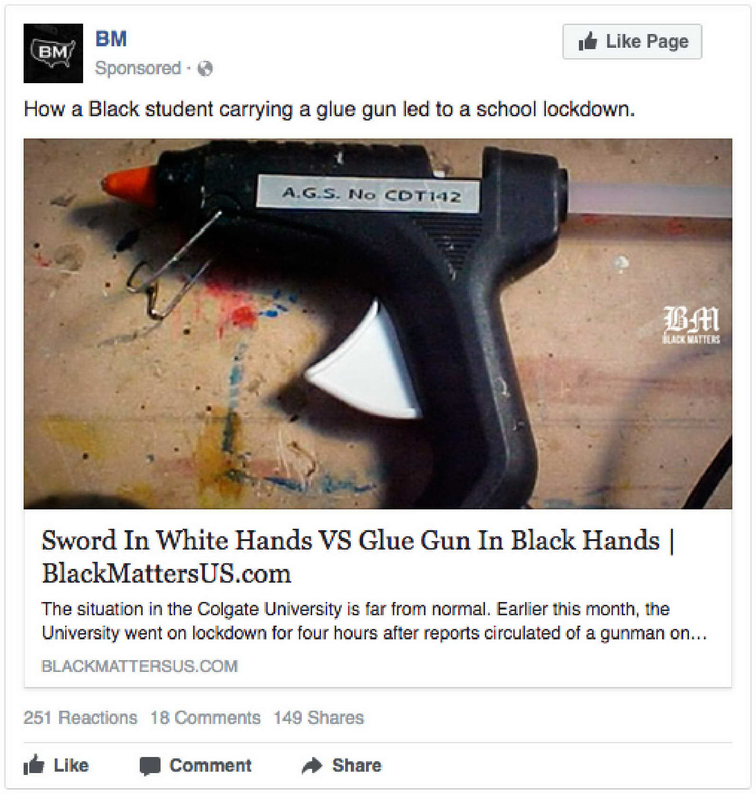 BM
BM
Like Page
Sponsored ·
How a Black student carrying a glue gun led to a school lockdown.
A.G.S. No CDT142
BM
BLACK MATTERS
Sword In White Hands VS Glue Gun In Black Hands |
BlackMattersUS.com
The situation in the Colgate University is far from normal. Earlier this month, the
University went on lockdown for four hours after reports circulated of a gunman on...
BLACKMATTERSUS.COM
251 Reactions 18 Comments 149 Shares
Like Comment Share